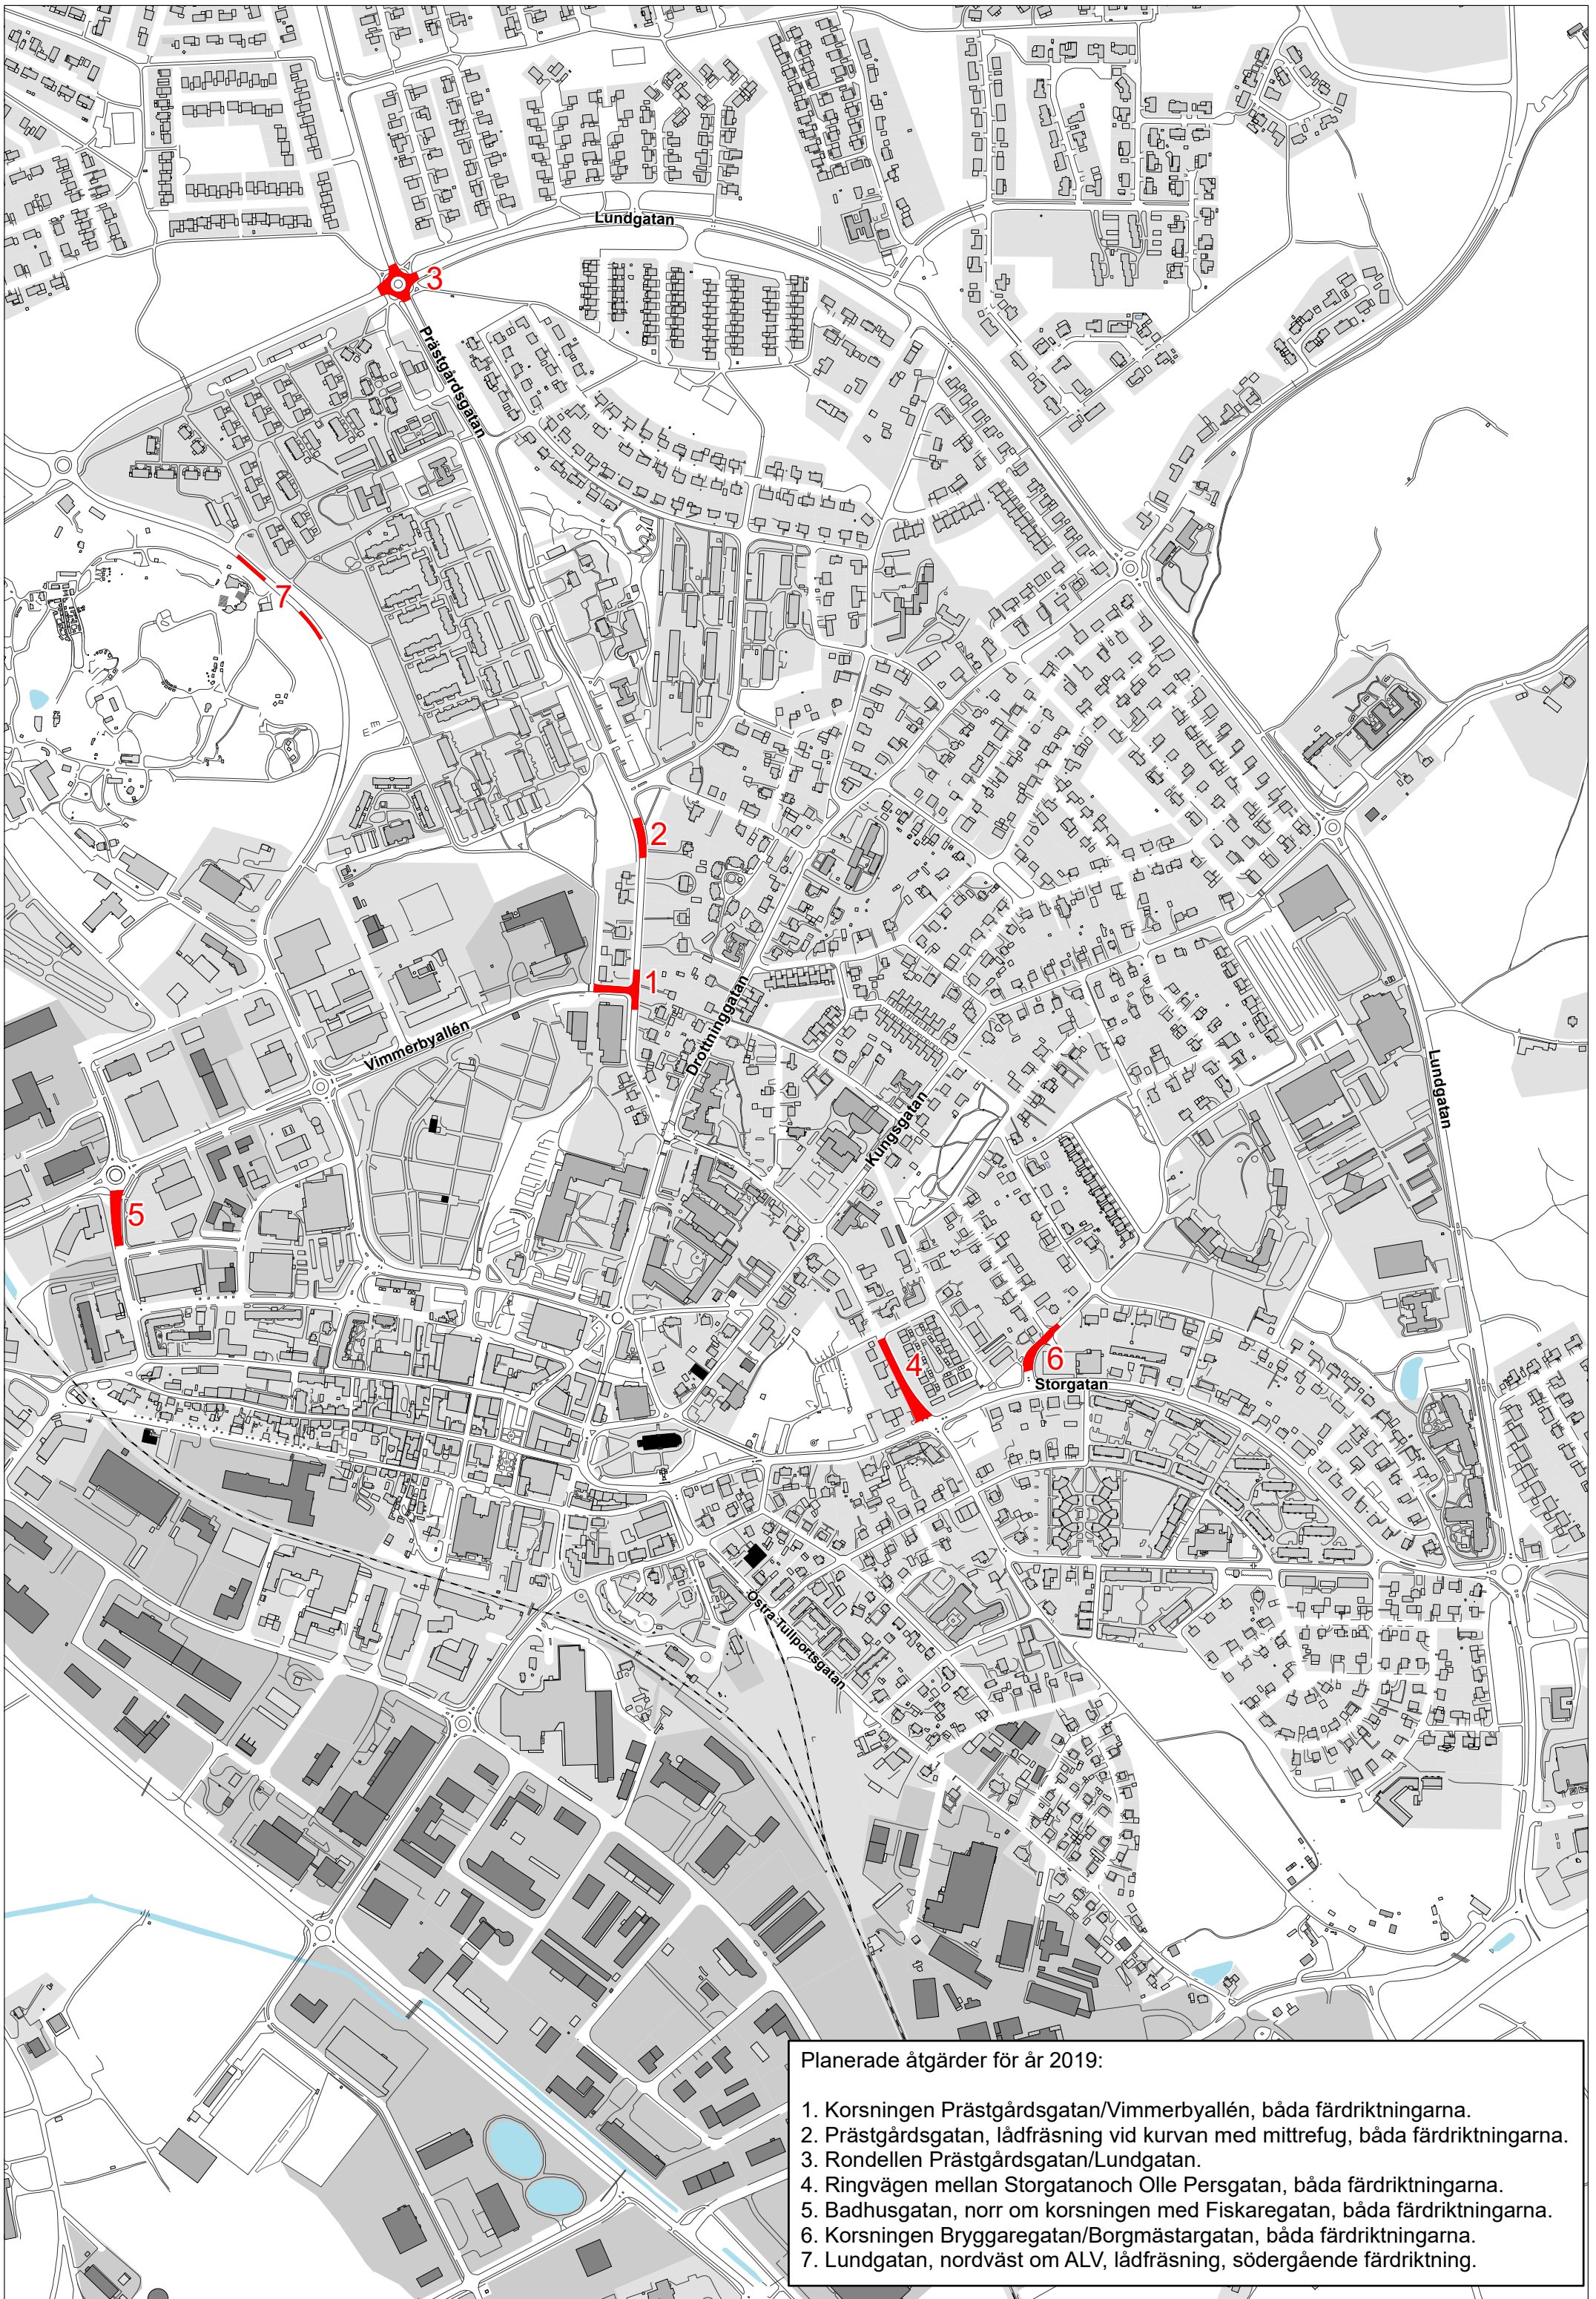 Lundgatan
3
Prästgårdsgatan
7
2
1
Drottninggatan
Vimmerbyallén
Lundgatan
Kungsgatan
5
4
6
Storgatan
Östra Tullportsgatan
Planerade åtgärder för år 2019:
1. Korsningen Prästgårdsgatan/Vimmerbyallén, båda färdriktningarna.
2. Prästgårdsgatan, lådfräsning vid kurvan med mittrefug, båda färdriktningarna.
3. Rondellen Prästgårdsgatan/Lundgatan.
4. Ringvägen mellan Storgatanoch Olle Persgatan, båda färdriktningarna.
5. Badhusgatan, norr om korsningen med Fiskaregatan, båda färdriktningarna.
6. Korsningen Bryggaregatan/Borgmästargatan, båda färdriktningarna.
7. Lundgatan, nordväst om ALV, lådfräsning, södergående färdriktning.